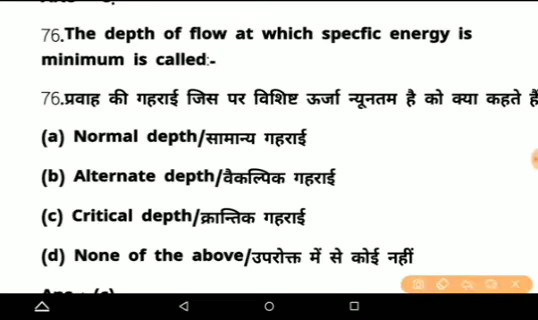 76.The depth of flow at which specfic energy is
minimum is called:-
76.प्रवाह की गहराई जिस पर विशिष्ट ऊर्जा न्यूनतम है को क्या कहते हैं
(a) Normal depth/सामान्य गहराई
(b) Alternate depth/वैकल्पिक गहराई
(c) Critical depth/क्रान्तिक गहराई
(d) None of the above/उपरोक्त में से कोई नहीं